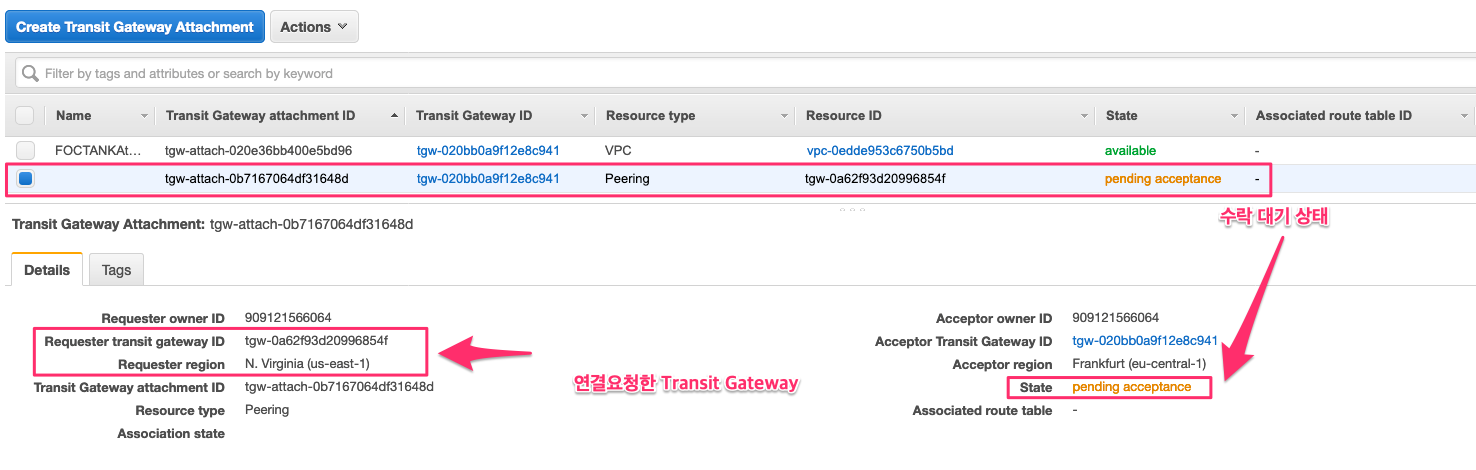 Create Transit Gateway Attachment Actions
Filter by tags and attributes or search by keyword
Name Transit Gateway attachment ID Transit Gateway ID Resource type Resource ID State Associated route table ID
FOCTANKAt... tgw-attach-020e36bb400e5bd96 tgw-020bb0a9f12e8c941 VPC vpc-0edde953c6750b5bd available -
tgw-attach-0b7167064df31648d tgw-020bb0a9f12e8c941 Peering tgw-0a62f93d20996854f pending acceptance -
수락 대기 상태
Transit Gateway Attachment: tgw-attach-0b7167064df31648d
Details Tags
Requester owner ID 909121566064 Acceptor owner ID 909121566064
Requester transit gateway ID tgw-0a62f93d20996854f Acceptor Transit Gateway ID tgw-020bb0a9f12e8c941
Requester region N. Virginia (us-east-1) Acceptor region Frankfurt (eu-central-1)
연결요청한 Transit Gateway
Transit Gateway attachment ID tgw-attach-0b7167064df31648d State pending acceptance
Resource type Peering Associated route table -
Association state